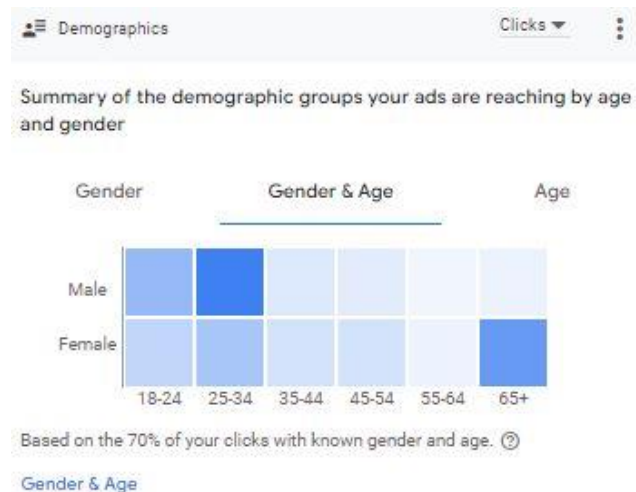 Demographics Clicks
Summary of the demographic groups your ads are reaching by age
and gender
Gender Gender & Age Age
Male
Female
18-24 25-34 35-44 45-54 55-64 65+
Based on the 70% of your clicks with known gender and age.
Gender & Age